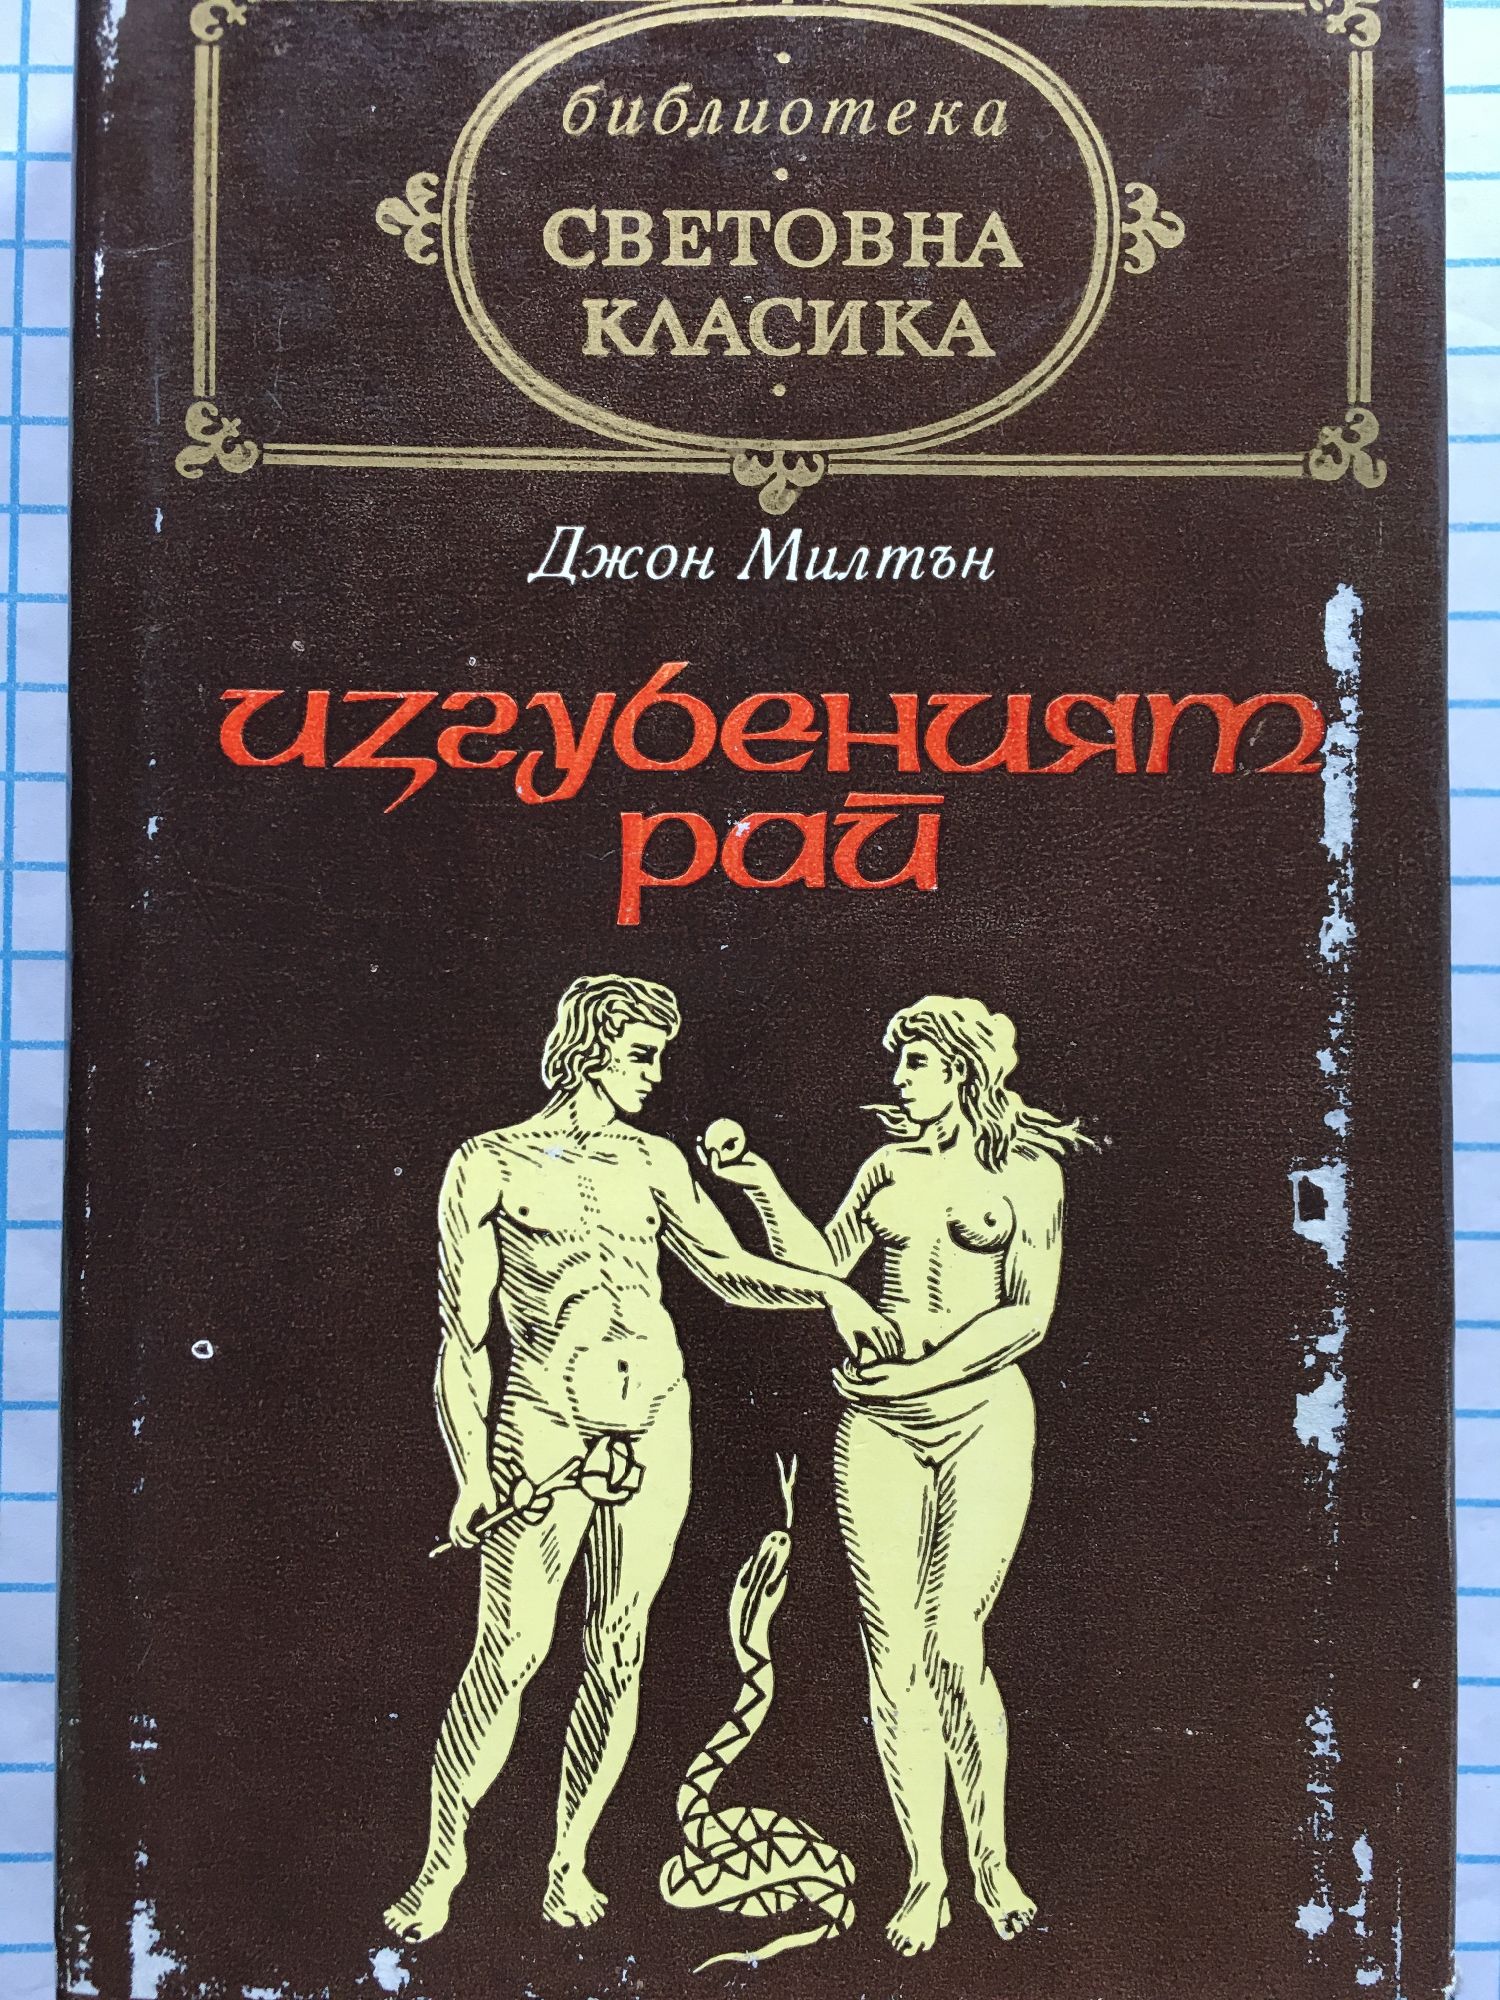 библиотека
СВЕТОВНА
КЛАСИКА
Джон Милтън
изгубеният
рай